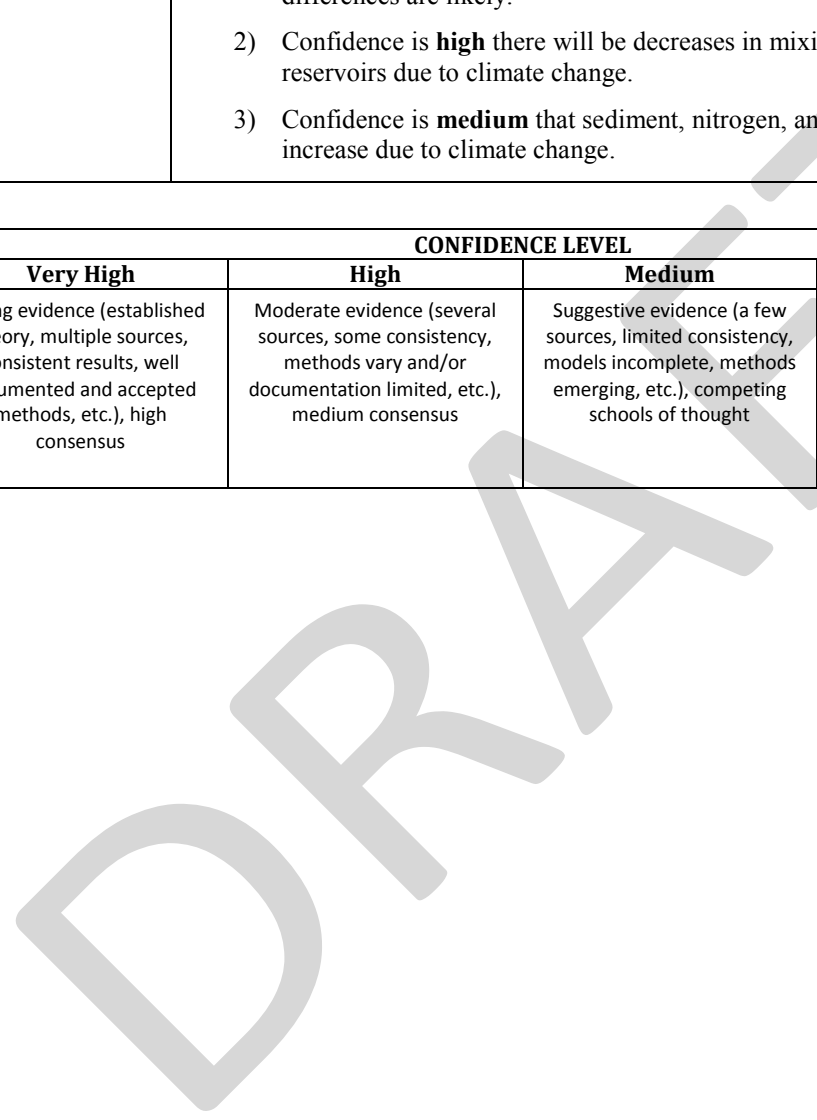 differences are likely.
2) Confidence is high there will be decreases in mixi
reservoirs due to climate change.
3) Confidence is medium that sediment, nitrogen, an
increase due to climate change.
CONFIDENCE LEVEL
Very High
High
Medium
g evidence (established
ory, multiple sources,
nsistent results, well
umented and accepted
methods, etc.), high
consensus
Moderate evidence (several
sources, some consistency,
methods vary and/or
documentation limited, etc.),
medium consensus
Suggestive evidence (a few
sources, limited consistency,
models incomplete, methods
emerging, etc.), competing
schools of thought
DRAF